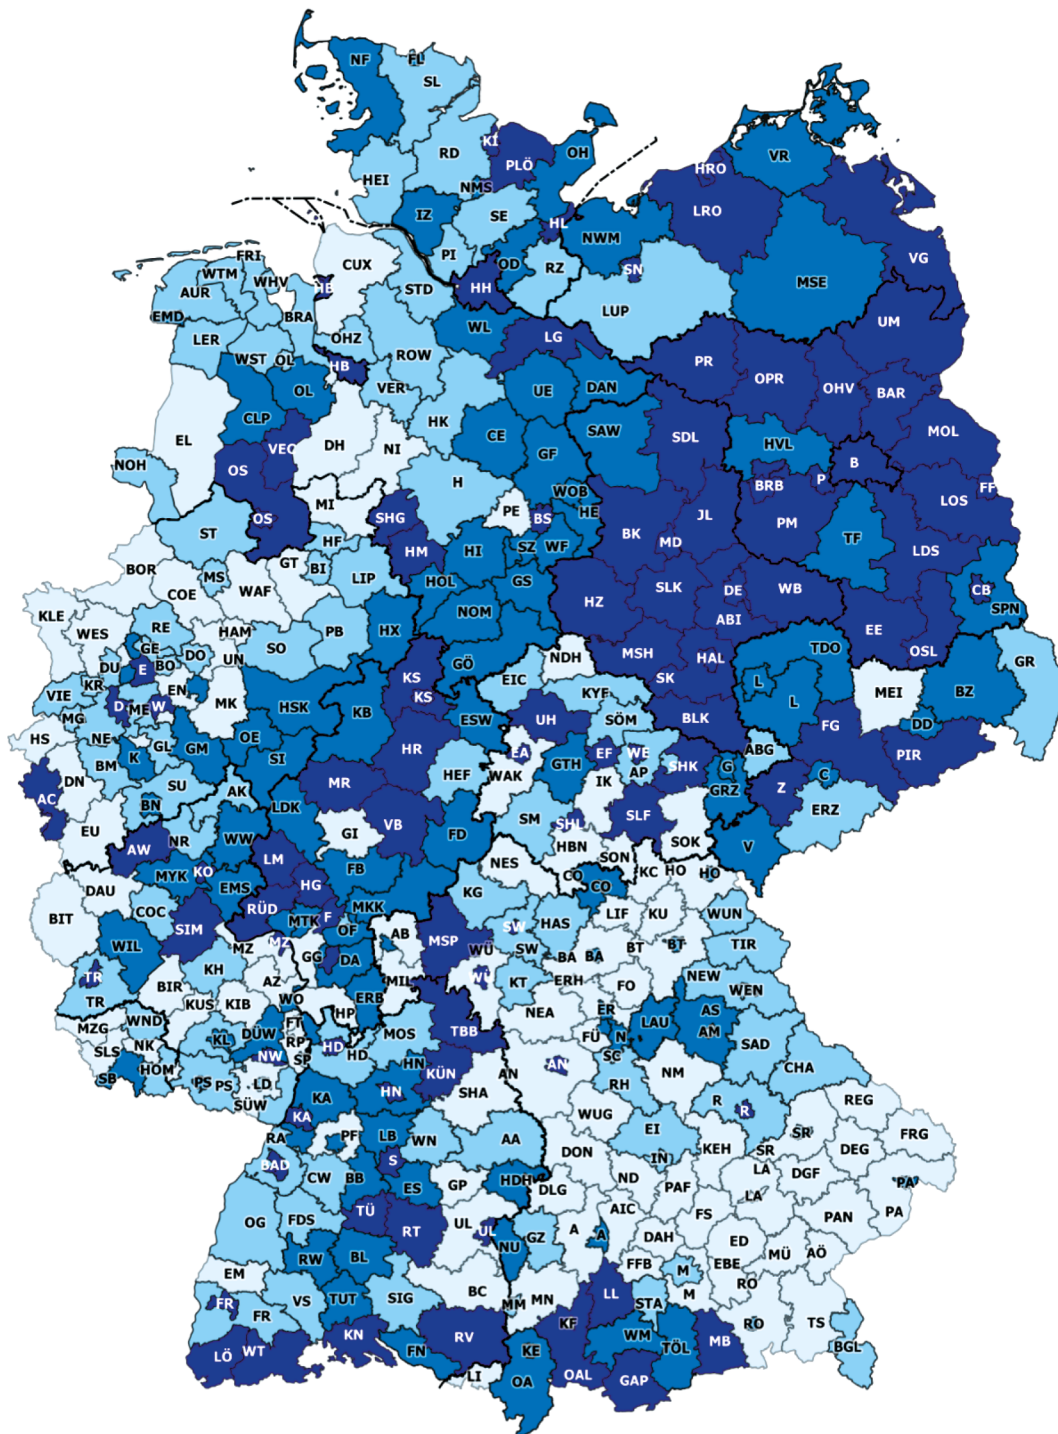 NF FL
SL
KI
RD PLÖ OH
HEI
NMS
IZ SE
HL
PI OD RZ
HH
HRO VR
LRO
NWM
SN MSE VG
LUP
UM
FRI
WTM WHV CUX
AUR HB
EMD BRA STD
LER OHZ
WST OL ROW
HB
VER
WL
LG
PR
OPR
OHV BAR
EL CLP OL
UE DAN
HK
DH NI CE
SAW
SDL
HVL
MOL
B
NOH
OS VEC
GF
H
WOB
HE
BRB P
LOS FF
OS MI
SHG PE BS
BK JL
PM
ST
HF
HM HI SZ WF
MD
TF
LDS
BOR MS GT BI LIP
HOL GS
HZ SLK DE WB
CB
SPN
COE WAF
NOM
ABI
KLE
WES RE HAM
PB HX
GÖ
NDH
MSH HAL
EE
OSL
GE
DU E BO DO UN SO
KS
KS
EIC KYF
SK
TDO
L
L
MEI BZ GR
VIE KR
D ME W EN
MK
HSK KB
ESW
UH SÖM
BLK
FG
DD
MG
HS NE
BM K GL GM OE
HR
HEF
EA
WAK GTH
EF WE
AP
SHK
G
GRZ
ABG
C
Z
PIR
AC DN
BN SU
SI
AK
MR
IK
ERZ
LDK
EU
NR WW
GI VB FD
SM
SHL
SLF
SOK
V
AW
LM
HBN
SON
DAU
MYK KO
EMS
HG FB
NES
CO
CO
KC HO HO
BIT
COC
SIM RÜD
MTK F
MKK
OF
KG
LIF KU WUN
WIL
MZ MZ
GG DA
AB MSP
SW
SW
HAS
WÜ
BA BA BT BT
TIR
TR
TR
KH
AZ
MIL
WÜ KT ERH FO
NEW WEN
BIR
KUS KIB WO
ERB
NEA ER
LAU
AS
AM
MZG WND
KL DÜW FT
HP
MOS TBB
FÜ N
SLS NK
RP
SP
HD
HD
SC
SAD
SB HOM
PS PS
NW
LD
SÜW
HN
KÜN AN
AN
RH
NM
CHA
HN
SHA
KA
KA
WUG
R
R
REG
RA
PF LB WN AA
EI
KEH SR
SR
DEG FRG
BAD
CW BB S
ES GP HDH
DON IN
ND
LA
LA
DGF PA
PA
OG
FDS
TÜ RT UL UL
DLG
AIC PAF
FS
PAN
RW BL
NU GZ A A DAH
ED
EM
FFB
EBE MÜ AÖ
BC
M
M
RO
VS TUT SIG
MM MN
LL STA
RO TS
FR
FR
KF
WM TÖL
MB
BGL
LÖ WT KN
FN
RV
LI
KE
OA
OAL GAP